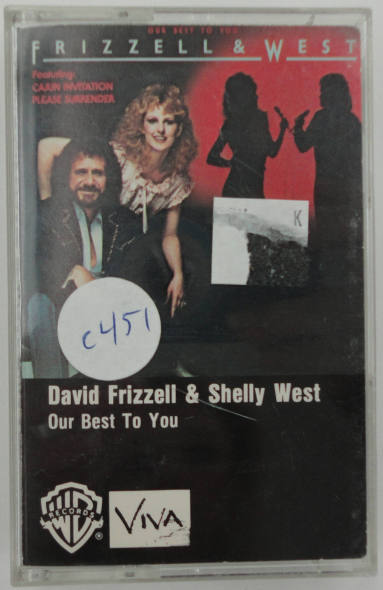 OUR BEST TO YOU
FRIZZELL & WEST
Featuring:
CAJUN INVITATION
PLEASE SURRENDER
K
c451
David Frizzell & Shelly West
Our Best To You
WB
RECORDS
®
VIVA